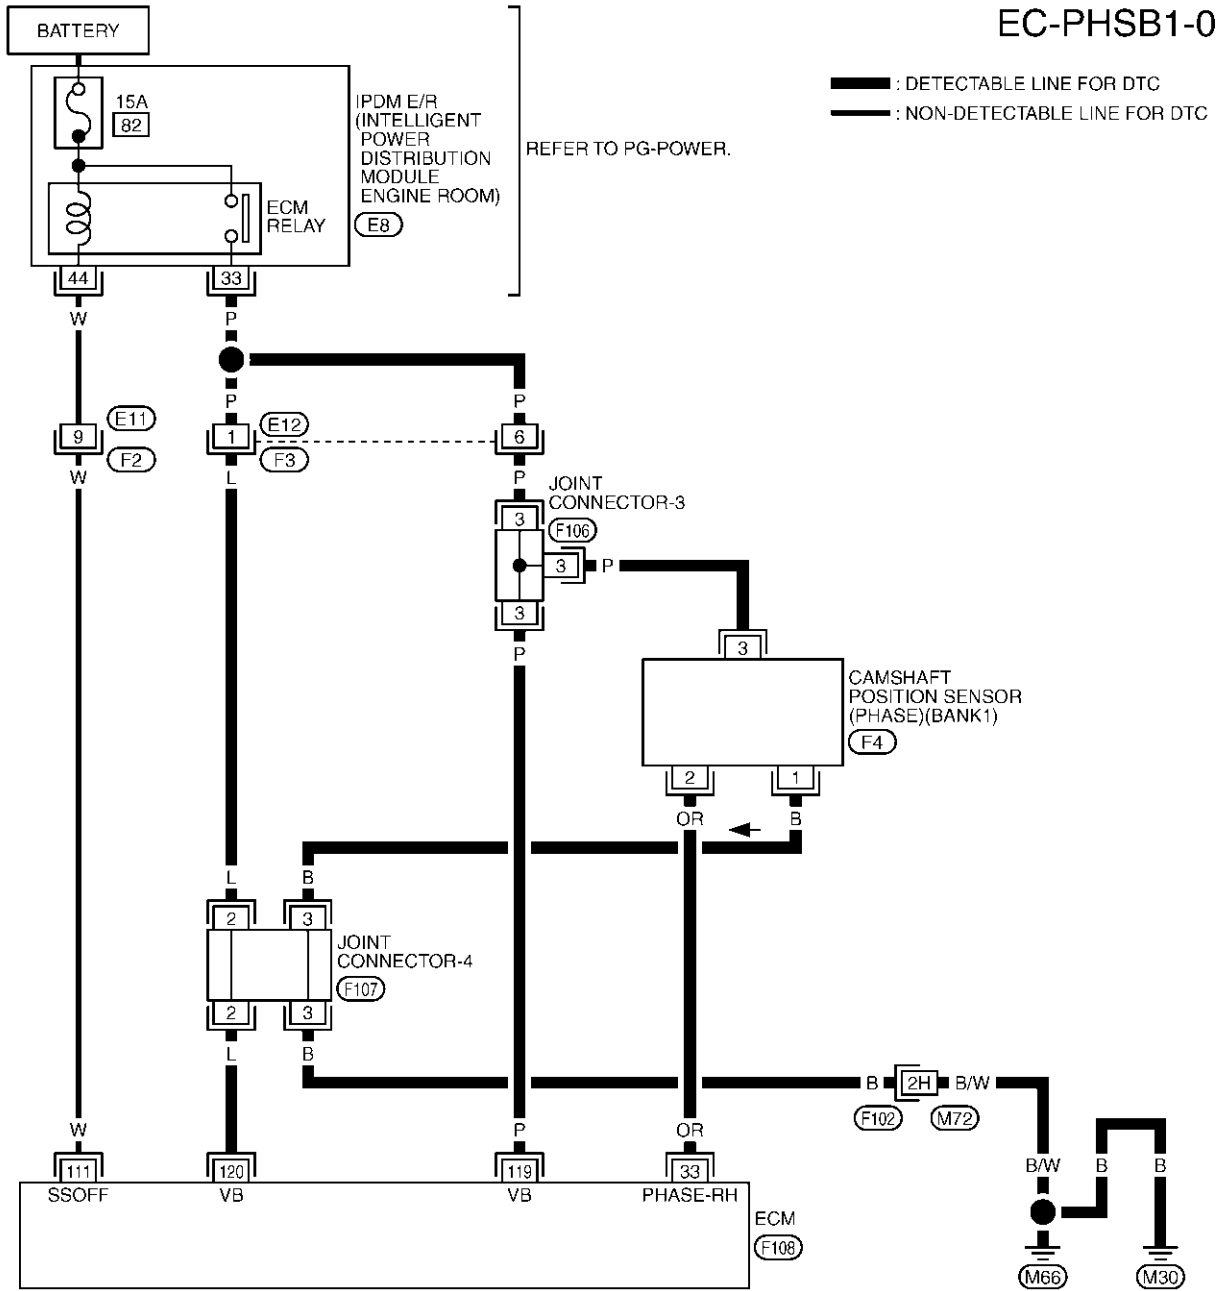 EC-PHSB1-0
BATTERY
: DETECTABLE LINE FOR DTC
: NON-DETECTABLE LINE FOR DTC
15A
82
IPDM E/R
(INTELLIGENT
POWER
DISTRIBUTION
MODULE
ENGINE ROOM)
E8
REFER TO PG-POWER.
ECM
RELAY
44
33
W
P
P
P
9
E11
F2
1
E12
F3
6
W
L
P
JOINT
CONNECTOR-3
F106
3
3
P
3
P
3
CAMSHAFT
POSITION SENSOR
(PHASE)(BANK1)
F4
2
1
OR
B
L
B
2
3
JOINT
CONNECTOR-4
F107
2
3
L
B
B
2H
B/W
F102
M72
W
P
OR
B/W
B
B
111
120
119
33
SSOFF
VB
VB
PHASE-RH
ECM
F108
M66
M30